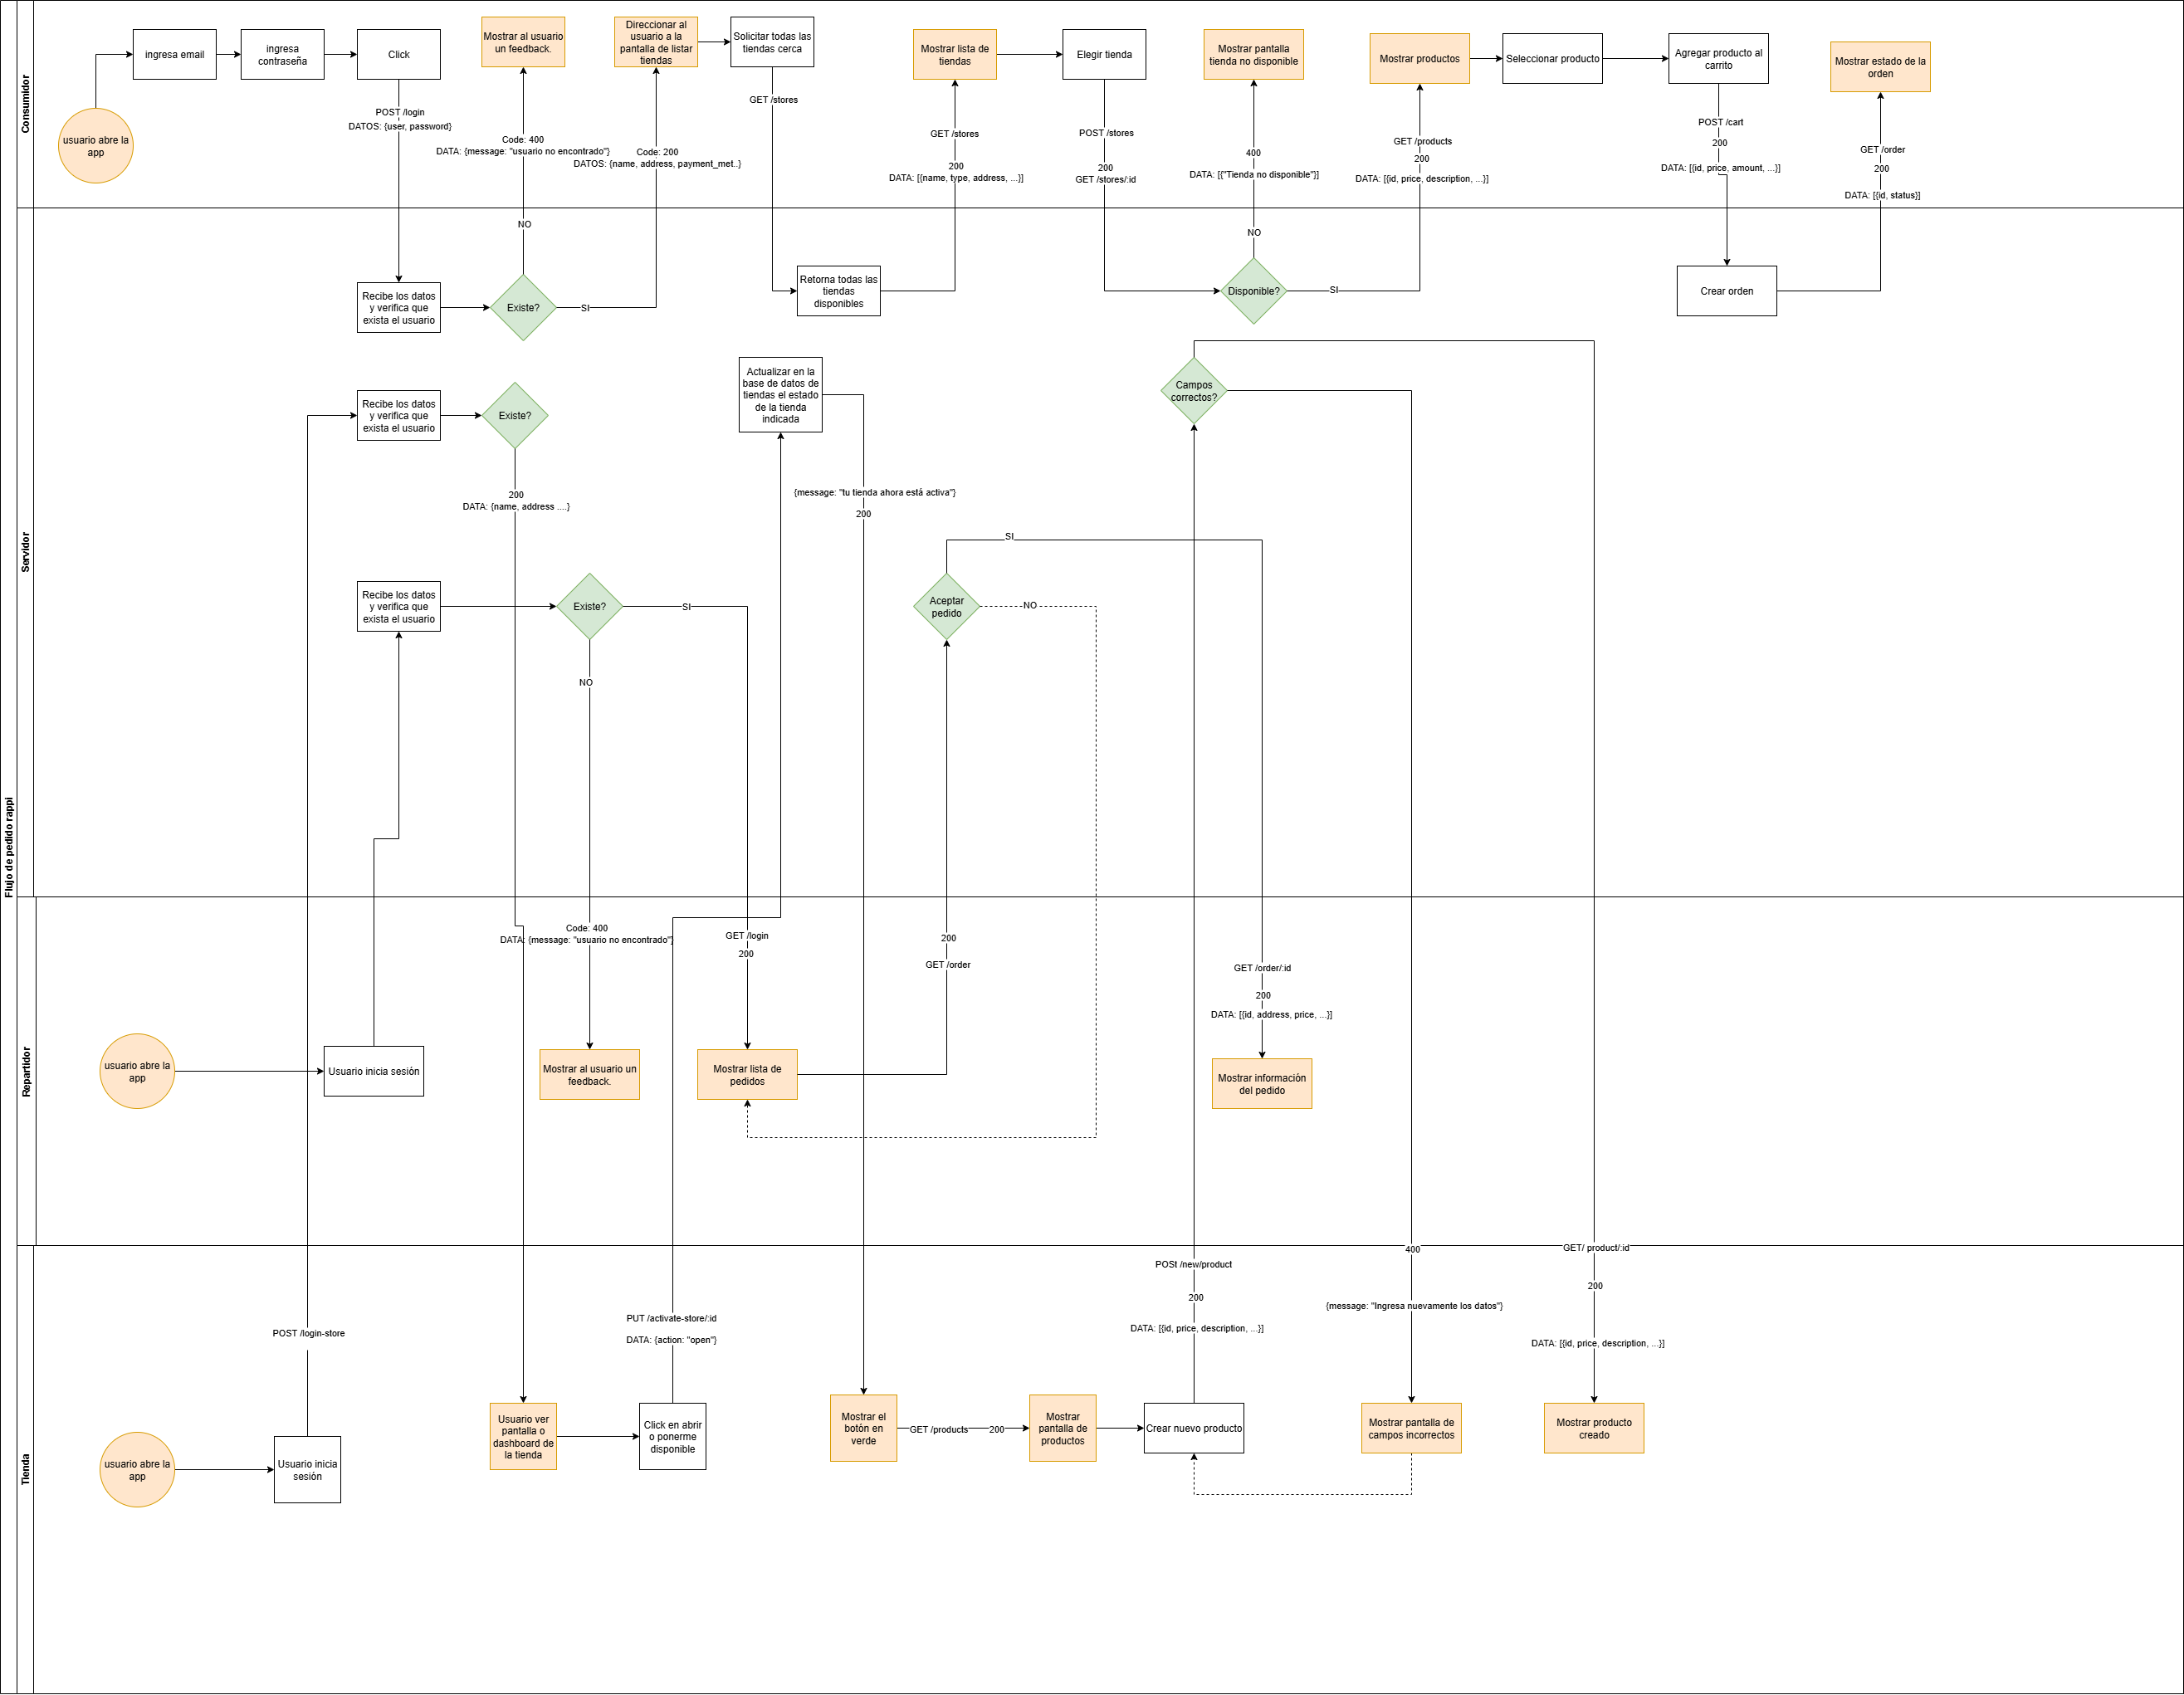 Flujo de pedido rappi
Consumidor
usuario abre la
app
ingresa email
ingresa
contraseña
Click
POST /login
DATOS: {user, password}
Mostrar al usuario
un feedback.
Code: 400
DATA: {message: "usuario no encontrado"}
Direccionar al
usuario a la
pantalla de listar
tiendas
Code: 200
DATOS: {name, address, payment_met..}
Solicitar todas las
tiendas cerca
GET /stores
Mostrar lista de
tiendas
GET /stores
200
DATA: [{name, type, address, ...}]
Elegir tienda
POST /stores
200
GET /stores/:id
Mostrar pantalla
tienda no disponible
400
DATA: [{"Tienda no disponible"}]
Mostrar productos
GET /products
200
DATA: [{id, price, description, ...}]
Seleccionar producto
Agregar producto al
carrito
POST /cart
200
DATA: [{id, price, amount, ...}]
Mostrar estado de la
orden
GET /order
200
DATA: [{id, status}]
Servidor
Recibe los datos
y verifica que
exista el usuario
Existe?
NO
SI
Retorna todas las
tiendas
disponibles
Disponible?
NO
SI
Crear orden
Recibe los datos
y verifica que
exista el usuario
Existe?
200
DATA: {name, address ....}
Actualizar en la
base de datos de
tiendas el estado
de la tienda
indicada
{message: "tu tienda ahora está activa"}
200
Campos
correctos?
Recibe los datos
y verifica que
exista el usuario
Existe?
SI
NO
Aceptar
pedido
SI
NO
Repartidor
usuario abre la
app
Usuario inicia sesión
Code: 400
DATA: {message: "usuario no encontrado"}
Mostrar al usuario un
feedback.
GET /login
200
Mostrar lista de
pedidos
200
GET /order
GET /order/:id
200
DATA: [{id, address, price, ...}]
Mostrar información
del pedido
Tienda
usuario abre la
app
POST /login-store
Usuario inicia
sesión
Usuario ver
pantalla o
dashboard de
la tienda
PUT /activate-store/:id
DATA: {action: "open"}
Click en abrir
o ponerme
disponible
Mostrar el
botón en
verde
GET /products
200
Mostrar
pantalla de
productos
POSt /new/product
200
DATA: [{id, price, description, ...}]
Crear nuevo producto
400
{message: "Ingresa nuevamente los datos"}
Mostrar pantalla de
campos incorrectos
GET/ product/:id
200
DATA: [{id, price, description, ...}]
Mostrar producto
creado